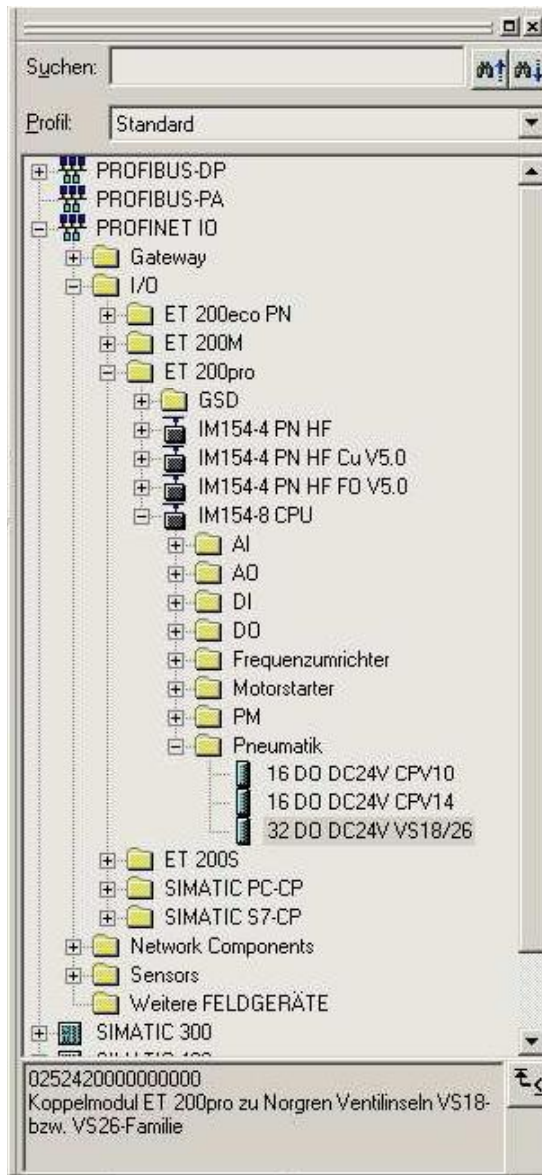 Suchen:
Profil: Standard
PROFIBUS-DP
PROFIBUS-PA
PROFINET IO
Gateway
I/O
ET 200eco PN
ET 200M
ET 200pro
GSD
IM154-4 PN HF
IM154-4 PN HF Cu V5.0
IM154-4 PN HF FO V5.0
IM154-8 CPU
AI
AO
DI
DO
Frequenzumrichter
Motorstarter
PM
Pneumatik
16 DO DC24V CPV10
16 DO DC24V CPV14
32 DO DC24V VS18/26
ET 200S
SIMATIC PC-CP
SIMATIC S7-CP
Network Components
Sensors
Weitere FELDGERÄTE
SIMATIC 300
0252420000000000
Koppelmodul ET 200pro zu Norgren Ventilinseln VS18-
bzw. VS26-Familie